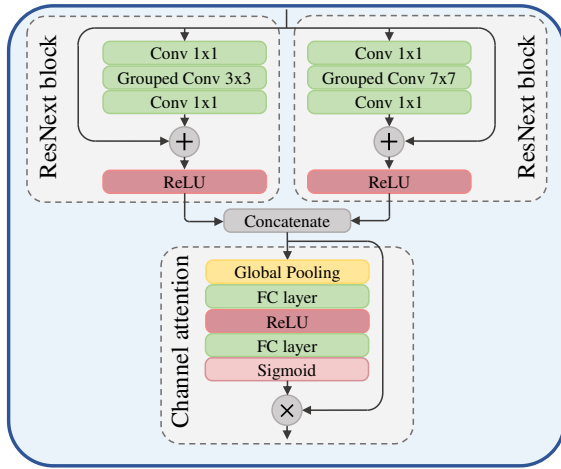 ResNext block
Conv 1x1
Grouped Conv 3x3
Conv 1x1
+
ReLU
Conv 1x1
Grouped Conv 7x7
Conv 1x1
+
ReLU
ResNext block
Concatenate
Channel attention
Global Pooling
FC layer
ReLU
FC layer
Sigmoid
×